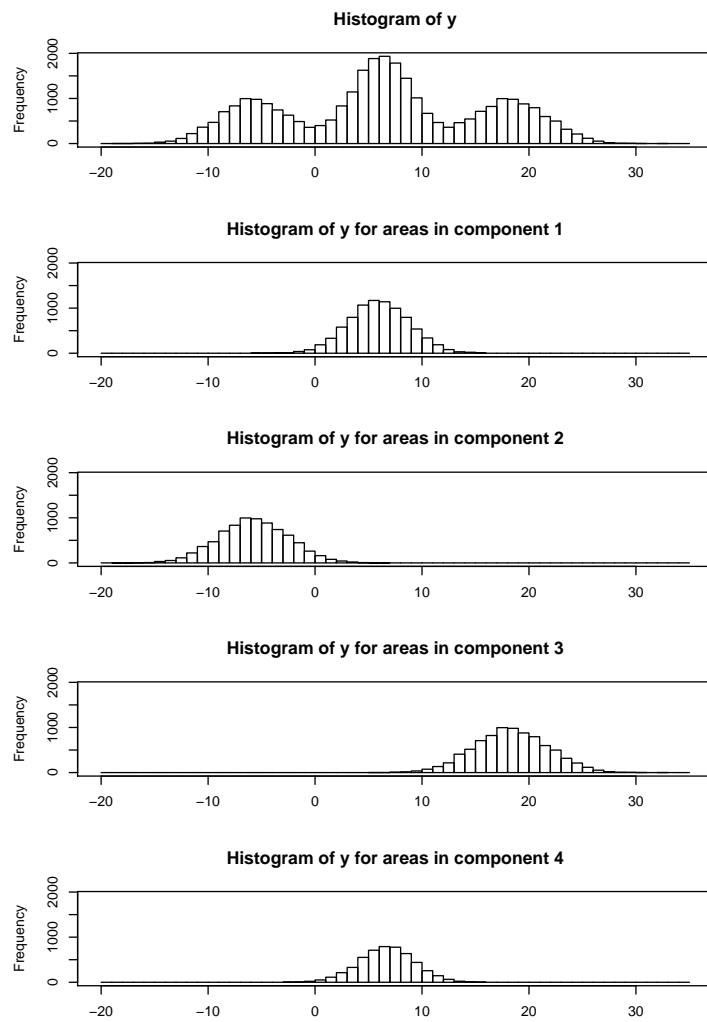 Histogram of y
Frequency
2000
1000
0
−20 −10 0 10 20 30
Histogram of y for areas in component 1
Frequency
2000
1000
0
−20 −10 0 10 20 30
Histogram of y for areas in component 2
Frequency
2000
1000
0
−20 −10 0 10 20 30
Histogram of y for areas in component 3
Frequency
2000
1000
0
−20 −10 0 10 20 30
Histogram of y for areas in component 4
Frequency
2000
1000
0
−20 −10 0 10 20 30